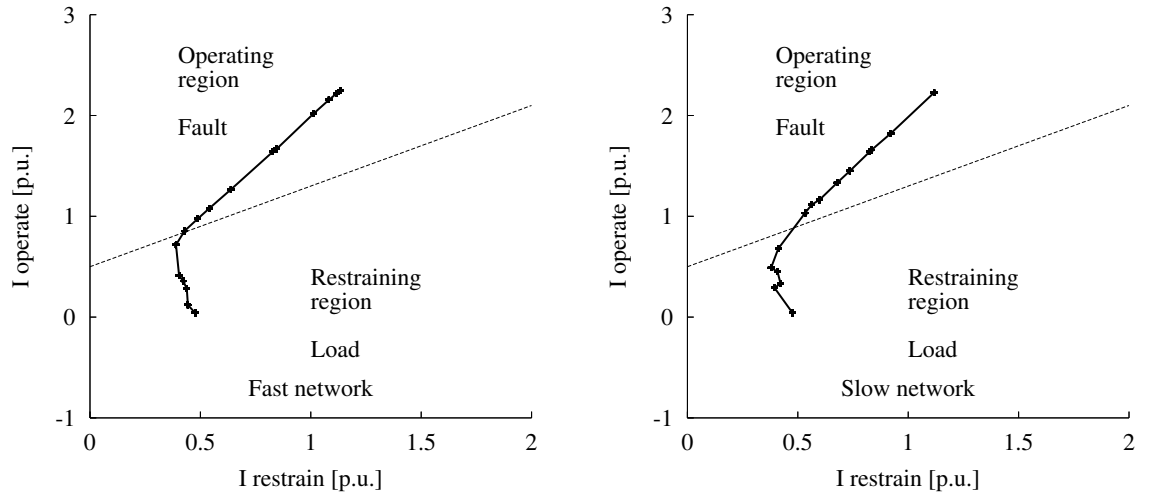 3
2
1
0
-1
0
0.5
1
1.5
2
I operate [p.u.]
I restrain [p.u.]
Operating
region
Fault
Restraining
region
Load
Fast network
3
2
1
0
-1
0
0.5
1
1.5
2
I operate [p.u.]
I restrain [p.u.]
Operating
region
Fault
Restraining
region
Load
Slow network